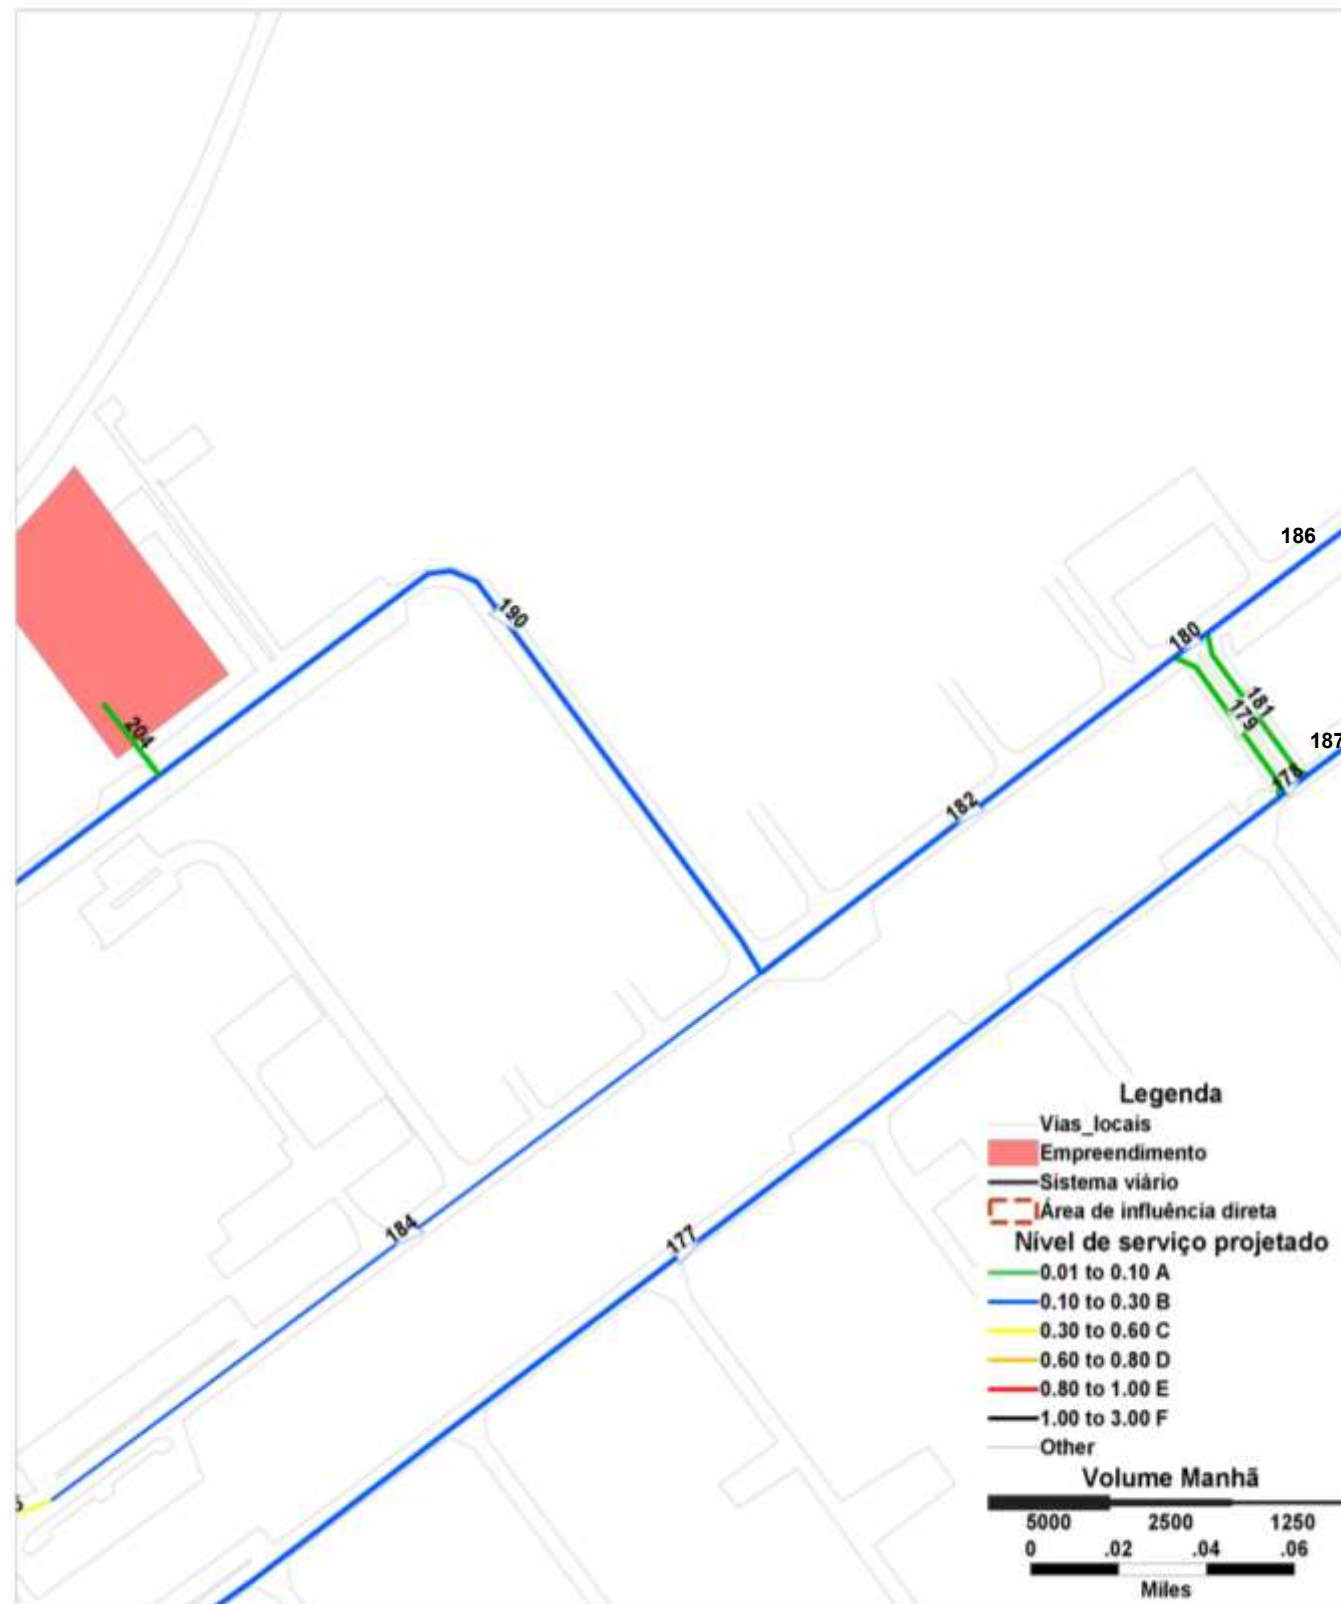 186
190
180
181
179
204
187
178
182
184
177
Legenda
Vias_locais
Empreendimento
Sistema viário
Área de influência direta
Nível de serviço projetado
0.01 to 0.10 A
0.10 to 0.30 B
0.30 to 0.60 C
0.60 to 0.80 D
0.80 to 1.00 E
1.00 to 3.00 F
Other
Volume Manhã
5000 2500 1250
0 .02 .04 .06
Miles